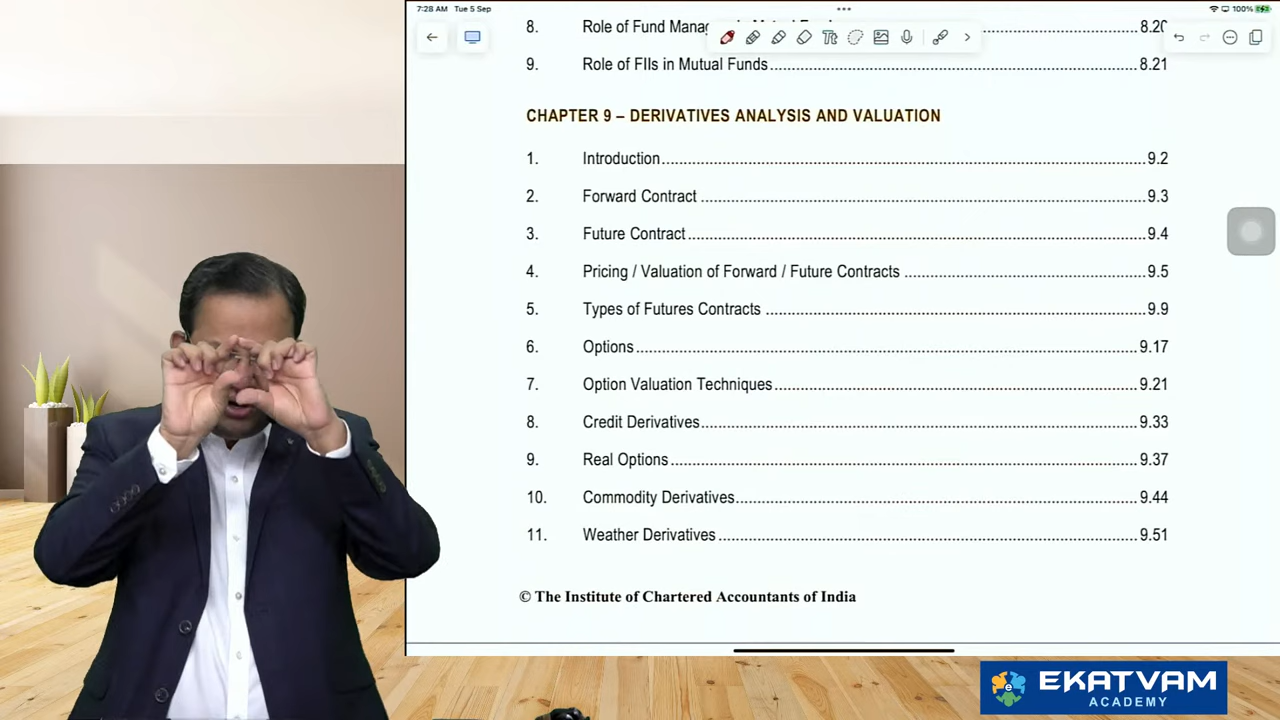 7:28 AM Tue 5 Sep
100%
8. Role of Fund 8.20
9. Role of FIIs in Mutual Funds 8.21
CHAPTER 9 – DERIVATIVES ANALYSIS AND VALUATION
1. Introduction 9.2
2. Forward Contract 9.3
3. Future Contract 9.4
4. Pricing / Valuation of Forward / Future Contracts 9.5
5. Types of Futures Contracts 9.9
6. Options 9.17
7. Option Valuation Techniques 9.21
8. Credit Derivatives 9.33
9. Real Options 9.37
10. Commodity Derivatives 9.44
11. Weather Derivatives 9.51
© The Institute of Chartered Accountants of India
EKATVAM
ACADEMY